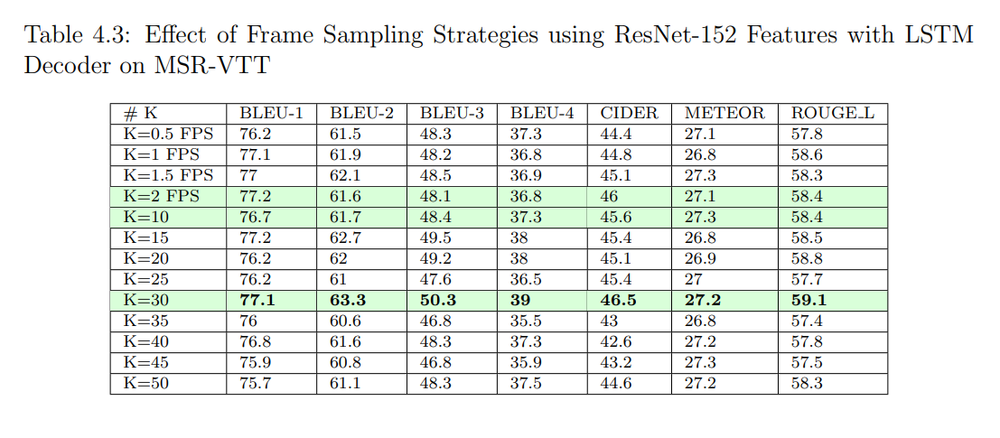 Table 4.3: Effect of Frame Sampling Strategies using ResNet-152 Features with LSTM
Decoder on MSR-VTT
# K BLEU-1 BLEU-2 BLEU-3 BLEU-4 CIDER METEOR ROUGE_L
K=0.5 FPS 76.2 61.5 48.3 37.3 44.4 27.1 57.8
K=1 FPS 77.1 61.9 48.2 36.8 44.8 26.8 58.6
K=1.5 FPS 77 62.1 48.5 36.9 45.1 27.3 58.3
K=2 FPS 77.2 61.6 48.1 36.8 46 27.1 58.4
K=10 76.7 61.7 48.4 37.3 45.6 27.3 58.4
K=15 77.2 62.7 49.5 38 45.4 26.8 58.5
K=20 76.2 62 49.2 38 45.1 26.9 58.8
K=25 76.2 61 47.6 36.5 45.4 27 57.7
K=30 77.1 63.3 50.3 39 46.5 27.2 59.1
K=35 76 60.6 46.8 35.5 43 26.8 57.4
K=40 76.8 61.6 48.3 37.3 42.6 27.2 57.8
K=45 75.9 60.8 46.8 35.9 43.2 27.3 57.5
K=50 75.7 61.1 48.3 37.5 44.6 27.2 58.3